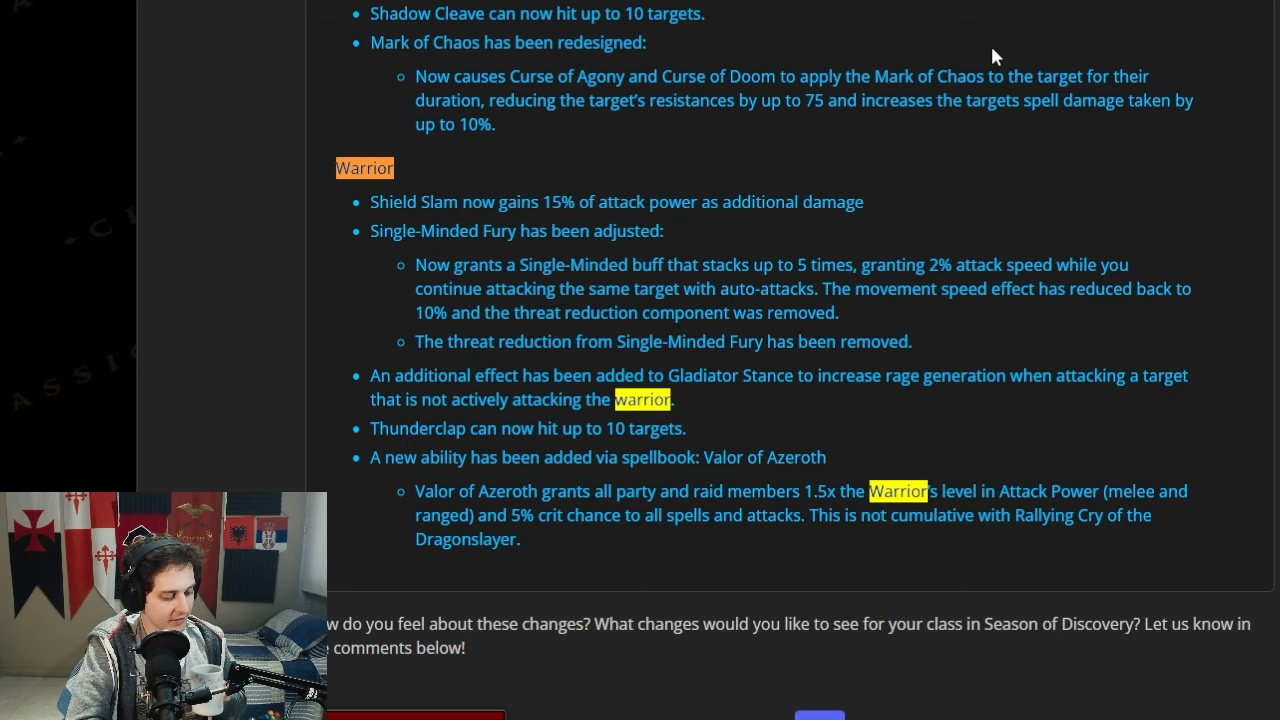 Shadow Cleave can now hit up to 10 targets.
Mark of Chaos has been redesigned:
Now causes Curse of Agony and Curse of Doom to apply the Mark of Chaos to the target for their
duration, reducing the target's resistances by up to 75 and increases the targets spell damage taken by
up to 10%.
Warrior
Shield Slam now gains 15% of attack power as additional damage
Single-Minded Fury has been adjusted:
Now grants a Single-Minded buff that stacks up to 5 times, granting 2% attack speed while you
continue attacking the same target with auto-attacks. The movement speed effect has reduced back to
10% and the threat reduction component was removed.
The threat reduction from Single-Minded Fury has been removed.
An additional effect has been added to Gladiator Stance to increase rage generation when attacking a target
that is not actively attacking the warrior.
Thunderclap can now hit up to 10 targets.
A new ability has been added via spellbook: Valor of Azeroth
Valor of Azeroth grants all party and raid members 1.5x the Warrior's level in Attack Power (melee and
ranged) and 5% crit chance to all spells and attacks. This is not cumulative with Rallying Cry of the
Dragonslayer.
w do you feel about these changes? What changes would you like to see for your class in Season of Discovery? Let us know in
comments below!